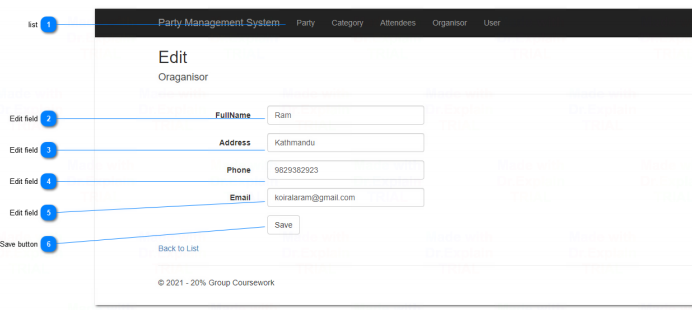 list 1 Party Management System Party Category Attendees Organisor User
Edit
Oraganisor
Edit field 2 FullName Ram
Edit field 3 Address Kathmandu
Edit field 4 Phone 9829382923
Edit field 5 Email koiralaram@gmail.com
Save button 6 Save
Back to List
© 2021 - 20% Group Coursework